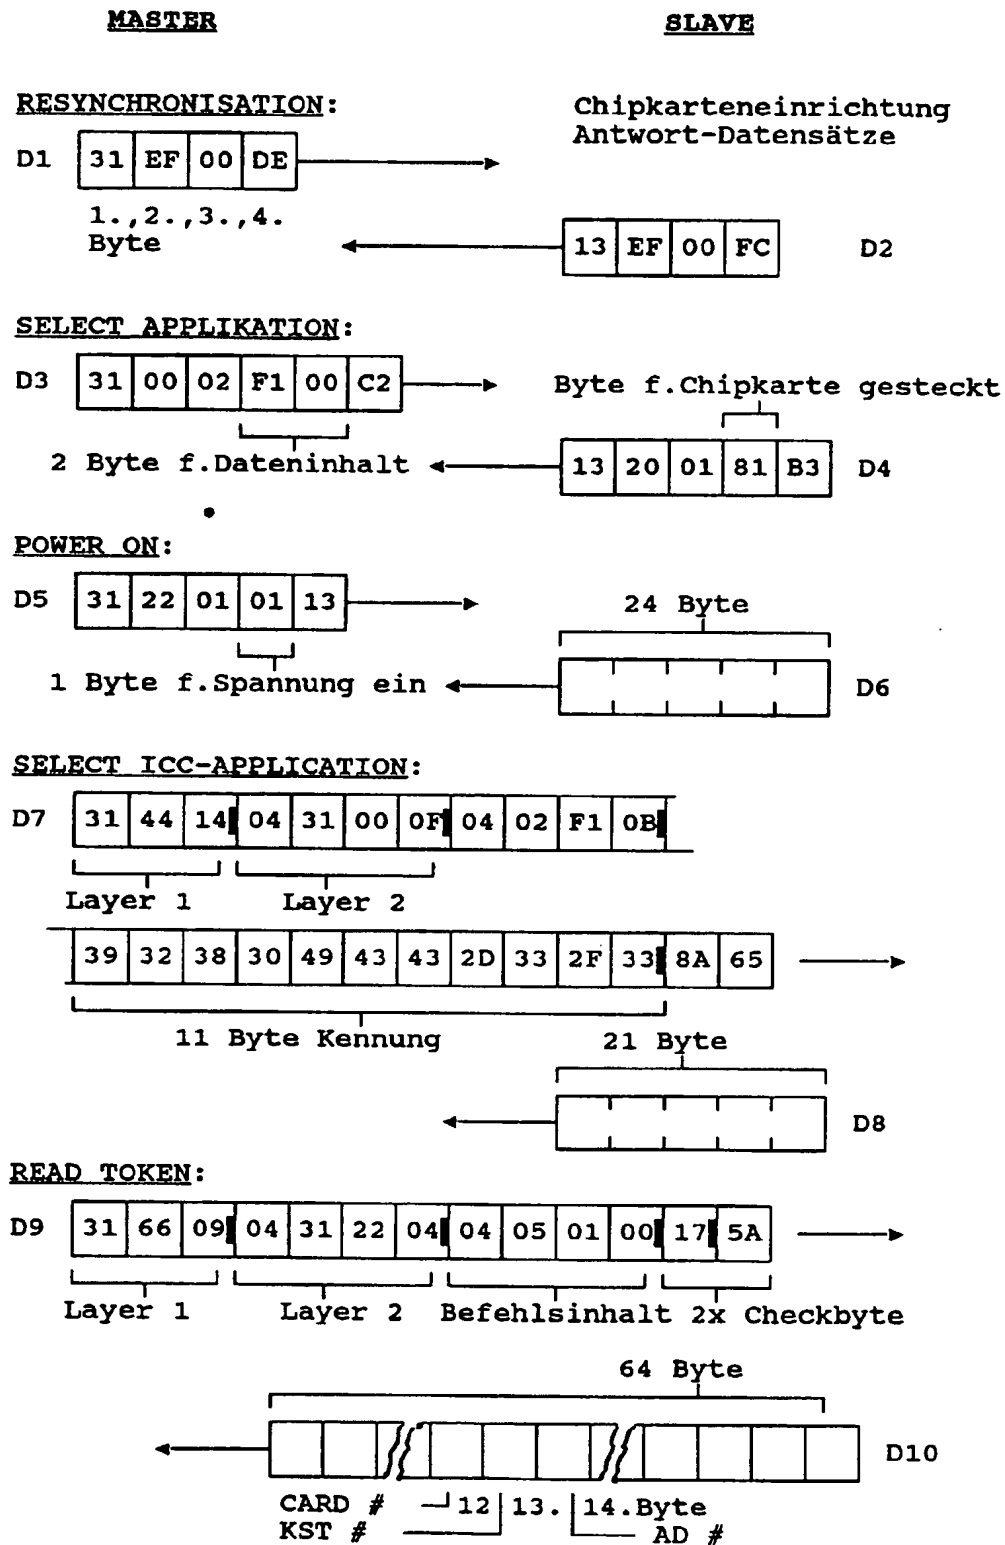 MASTER SLAVE
RESYNCHRONISATION:
Chipkarteneinrichtung
Antwort-Datensätze
D1 31 EF 00 DE
1.,2.,3.,4.
Byte
13 EF 00 FC D2
SELECT APPLIKATION:
D3 31 00 02 F1 00 C2
Byte f.Chipkarte gesteckt
2 Byte f.Dateninhalt
13 20 01 81 B3 D4
POWER ON:
D5 31 22 01 01 13
24 Byte
1 Byte f.Spannung ein
D6
SELECT ICC-APPLICATION:
D7 31 44 14 04 31 00 0F 04 02 F1 0B
Layer 1 Layer 2
39 32 38 30 49 43 43 2D 33 2F 33 8A 65
11 Byte Kennung
21 Byte
D8
READ TOKEN:
D9 31 66 09 04 31 22 04 04 05 01 00 17 5A
Layer 1 Layer 2 Befehlsinhalt 2x Checkbyte
64 Byte
D10
CARD # 12 13. 14.Byte
KST # AD #